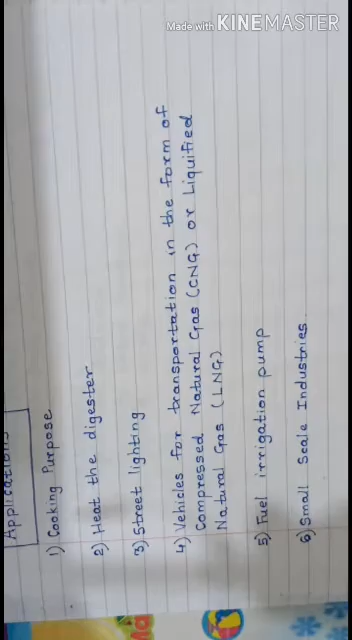 Made with KINEMASTER
Applications
1) Cooking Purpose
2) Heat the digester
3) Street lighting
4) Vehicles for transportation in the form of
Compressed Natural Gas (CNG) or Liquified
Natural Gas (LNG)
5) Fuel irrigation pump
6) Small Scale Industries